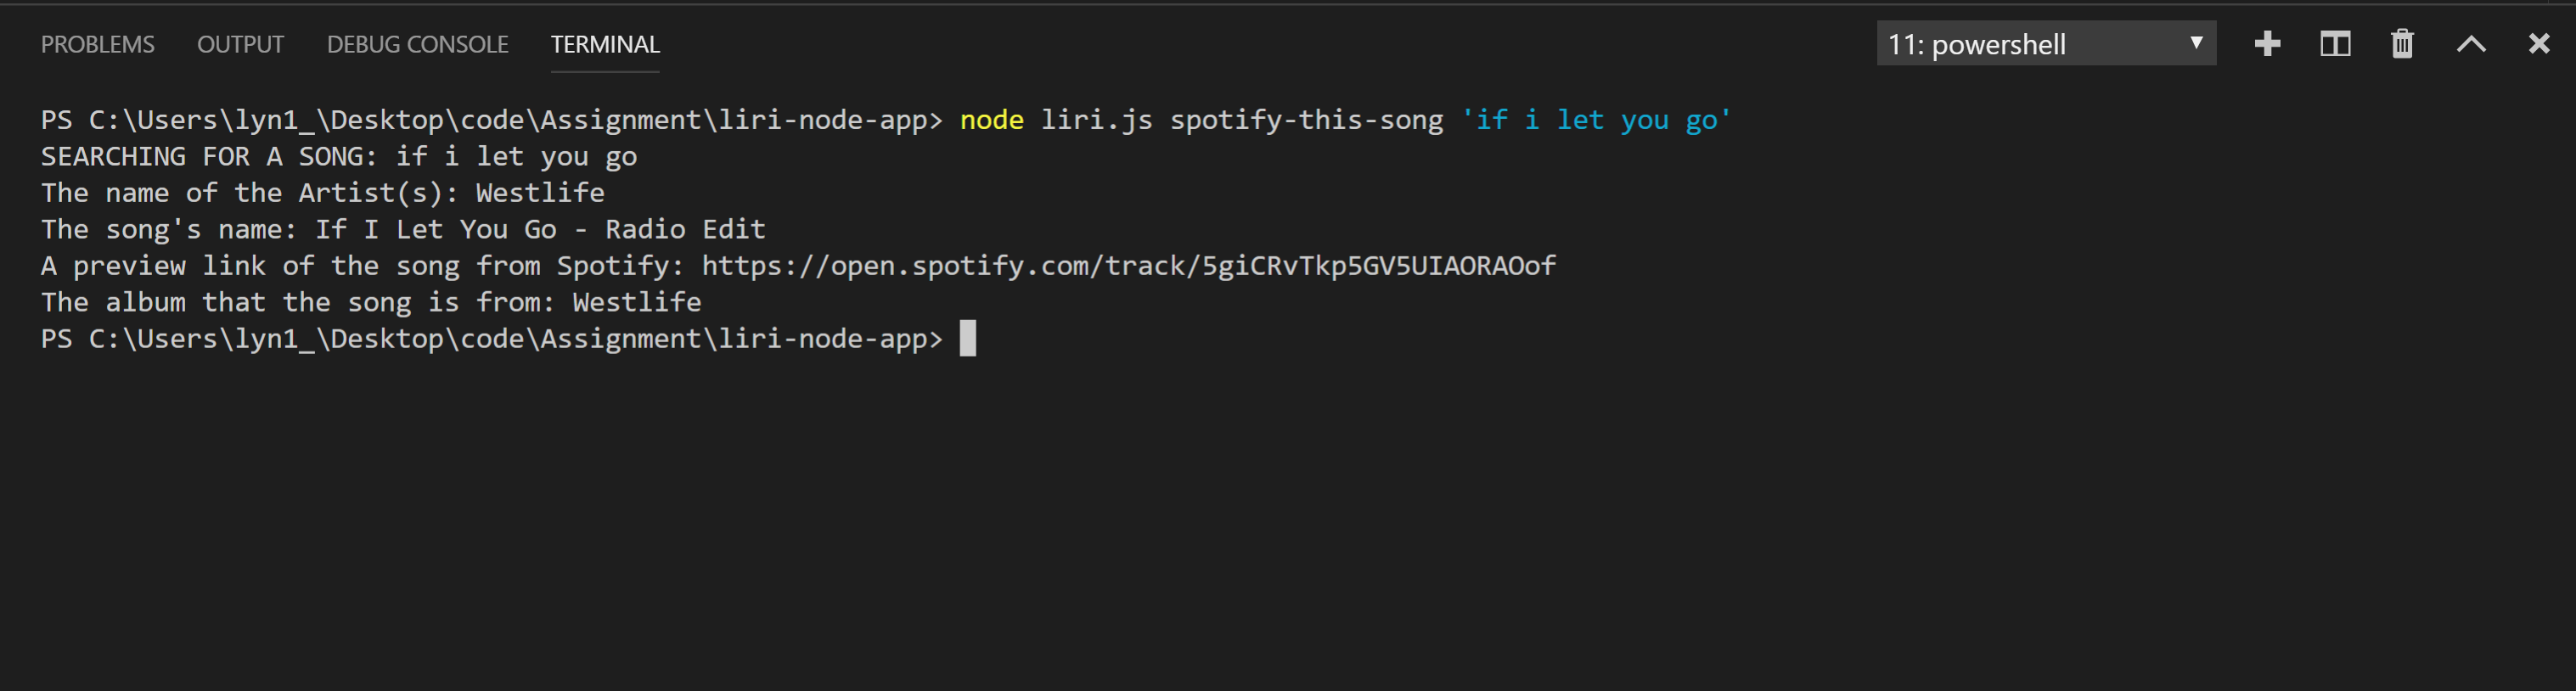 PROBLEMS OUTPUT DEBUG CONSOLE TERMINAL 11: powershell
PS C:\Users\lyn1_\Desktop\code\Assignment\liri-node-app> node liri.js spotify-this-song 'if i let you go'
SEARCHING FOR A SONG: if i let you go
The name of the Artist(s): Westlife
The song's name: If I Let You Go - Radio Edit
A preview link of the song from Spotify: https://open.spotify.com/track/5giCRvTkp5GV5UIAORAOof
The album that the song is from: Westlife
PS C:\Users\lyn1_\Desktop\code\Assignment\liri-node-app>